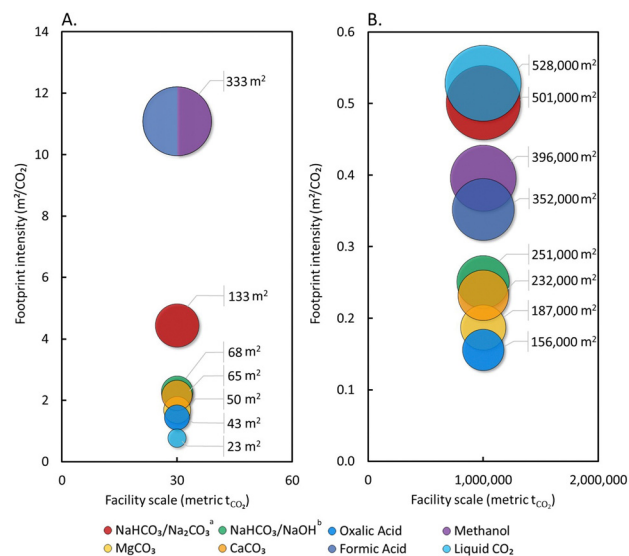 A.
B.
14
12
10
8
6
4
2
0
Footprint intensity (m²/CO₂)
333 m²
133 m²
68 m²
65 m²
50 m²
43 m²
23 m²
0
30
60
Facility scale (metric t_CO₂)
0.6
0.5
0.4
0.3
0.2
0.1
0.0
Footprint intensity (m²/CO₂)
528,000 m²
501,000 m²
396,000 m²
352,000 m²
251,000 m²
232,000 m²
187,000 m²
156,000 m²
0
1,000,000
2,000,000
Facility scale (metric t_CO₂)
NaHCO₃/Na₂CO₃ᵃ NaHCO₃/NaOHᵇ Oxalic Acid Methanol
MgCO₃ CaCO₃ Formic Acid Liquid CO₂